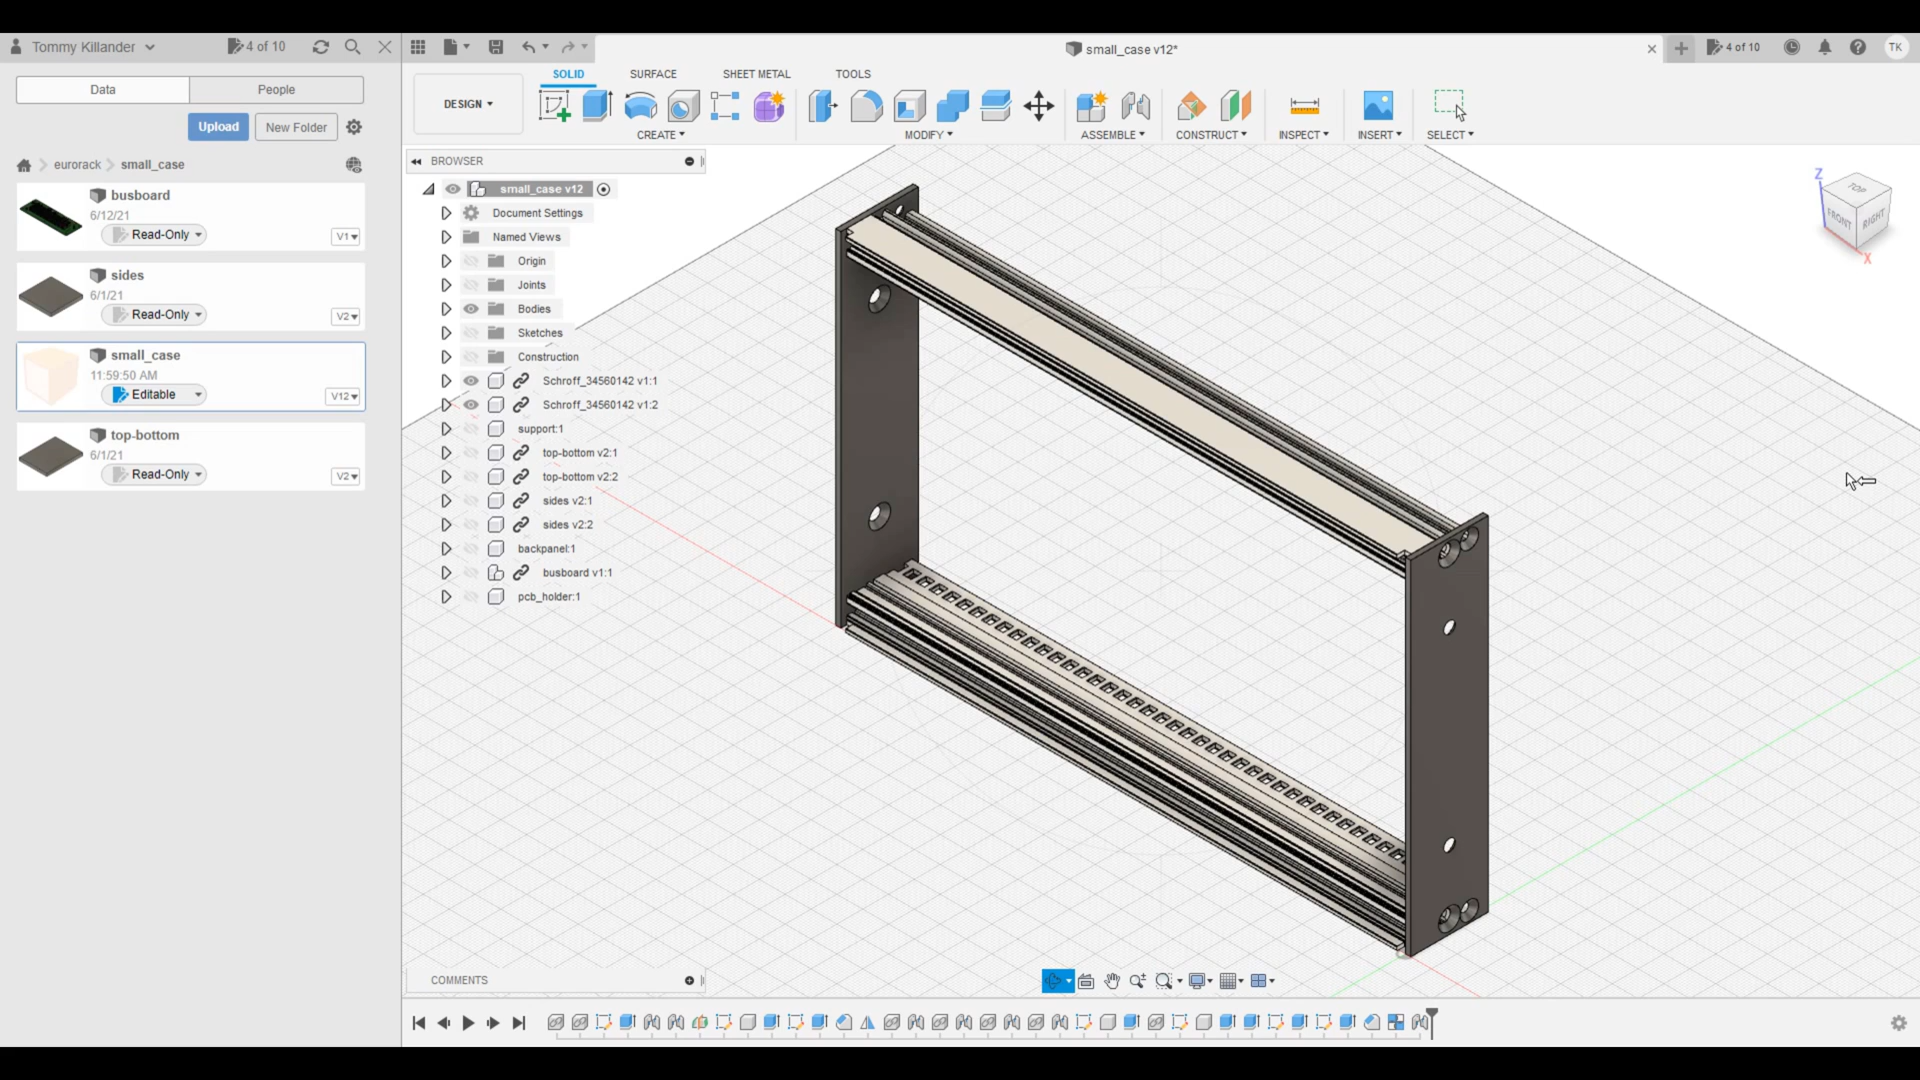 Tommy Killander
4 of 10
small_case v12*
4 of 10
TK
Data
People
Upload
New Folder
eurorack
small_case
busboard
6/12/21
Read-Only
V1
sides
6/1/21
Read-Only
V2
small_case
11:59:50 AM
Editable
V12
top-bottom
6/1/21
Read-Only
V2
DESIGN
SOLID
SURFACE
SHEET METAL
TOOLS
CREATE
MODIFY
ASSEMBLE
CONSTRUCT
INSPECT
INSERT
SELECT
BROWSER
small_case v12
Document Settings
Named Views
Origin
Joints
Bodies
Sketches
Construction
Schroff_34560142 v1:1
Schroff_34560142 v1:2
support:1
top-bottom v2:1
top-bottom v2:2
sides v2:1
sides v2:2
backpanel:1
busboard v1:1
pcb_holder:1
Z
TOP
FRONT
RIGHT
X
COMMENTS